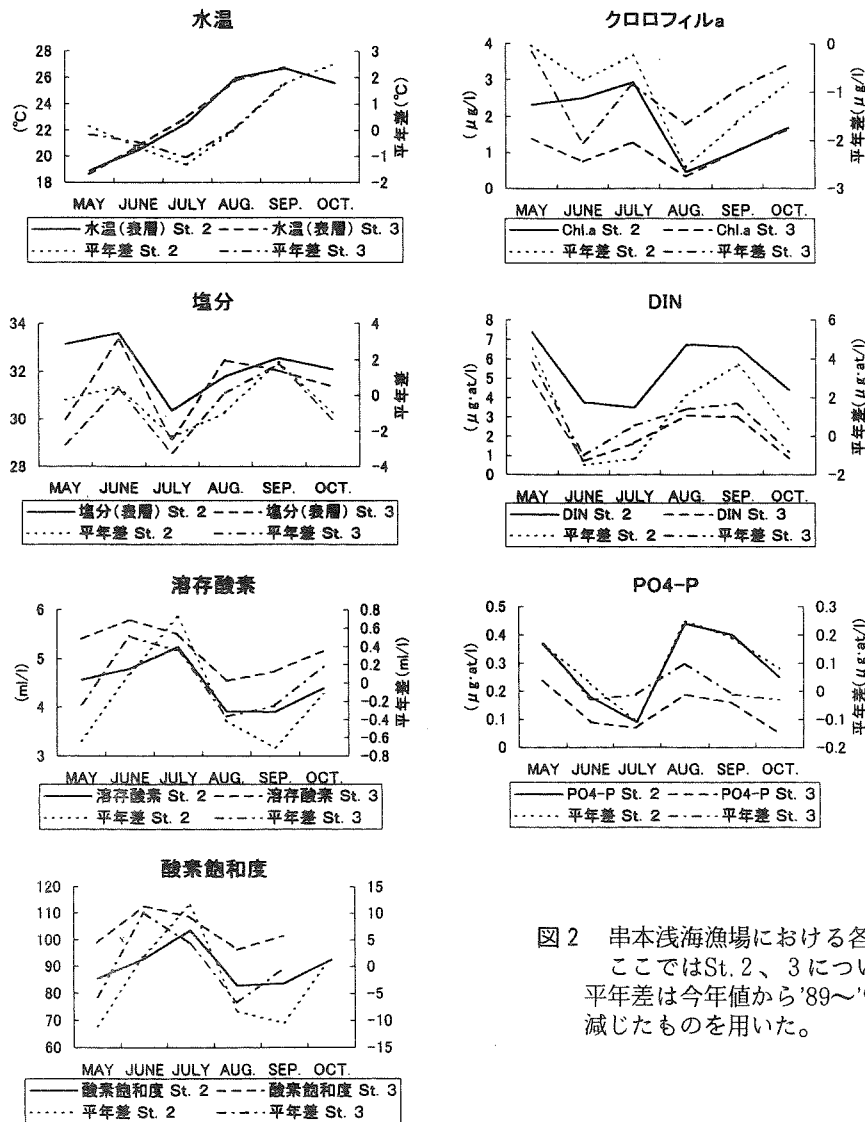 水温
28
26
24
22
20
18
(℃)
3
2
1
0
-1
-2
平年差(℃)
MAY JUNE JULY AUG. SEP. OCT.
水温(表層) St. 2 水温(表層) St. 3
平年差 St. 2 平年差 St. 3
クロロフィルa
4
3
2
1
0
(μg/l)
0
-1
-2
-3
平年差(μg/l)
MAY JUNE JULY AUG. SEP. OCT.
Chl.a St. 2 Chl.a St. 3
平年差 St. 2 平年差 St. 3
塩分
34
32
30
28
4
2
0
-2
-4
平年差
MAY JUNE JULY AUG. SEP. OCT.
塩分(表層) St. 2 塩分(表層) St. 3
平年差 St. 2 平年差 St. 3
DIN
8
7
6
5
4
3
2
1
0
(μg·at/l)
6
4
2
0
-2
平年差(μg·at/l)
MAY JUNE JULY AUG. SEP. OCT.
DIN St. 2 DIN St. 3
平年差 St. 2 平年差 St. 3
溶存酸素
6
5
4
3
(ml/l)
0.8
0.6
0.4
0.2
0
-0.2
-0.4
-0.6
-0.8
平年差(ml/l)
MAY JUNE JULY AUG. SEP. OCT.
溶存酸素 St. 2 溶存酸素 St. 3
平年差 St. 2 平年差 St. 3
PO4-P
0.5
0.4
0.3
0.2
0.1
0
(μg·at/l)
0.3
0.2
0.1
0
-0.1
-0.2
平年差(μg·at/l)
MAY JUNE JULY AUG. SEP. OCT.
PO4-P St. 2 PO4-P St. 3
平年差 St. 2 平年差 St. 3
酸素飽和度
120
110
100
90
80
70
60
15
10
5
0
-5
-10
-15
MAY JUNE JULY AUG. SEP. OCT.
酸素飽和度 St. 2 酸素飽和度 St. 3
平年差 St. 2 平年差 St. 3
図2 串本浅海漁場における各
ここではSt.2、3につい
平年差は今年値から'89〜'9
減じたものを用いた。